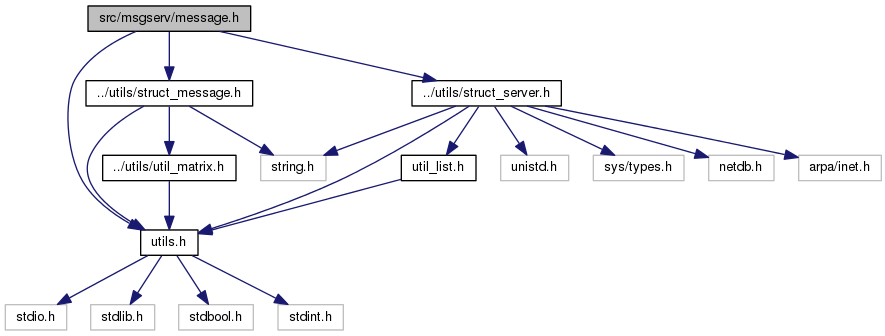 src/msgserv/message.h
../utils/struct_message.h
../utils/struct_server.h
../utils/util_matrix.h
string.h
util_list.h
unistd.h
sys/types.h
netdb.h
arpa/inet.h
utils.h
stdio.h
stdlib.h
stdbool.h
stdint.h